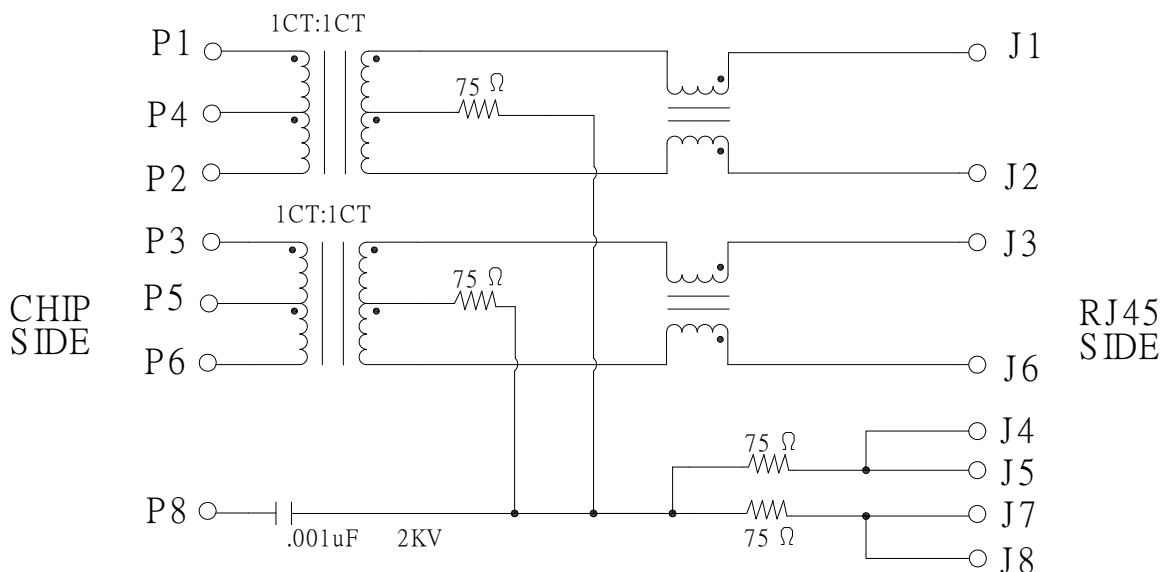 1CT:1CT
P1
J1
75 Ω
P4
P2
J2
1CT:1CT
P3
J3
75 Ω
P5
CHIP
SIDE
RJ45
SIDE
P6
J6
J4
75 Ω
J5
P8
J7
.001uF 2KV
75 Ω
J8